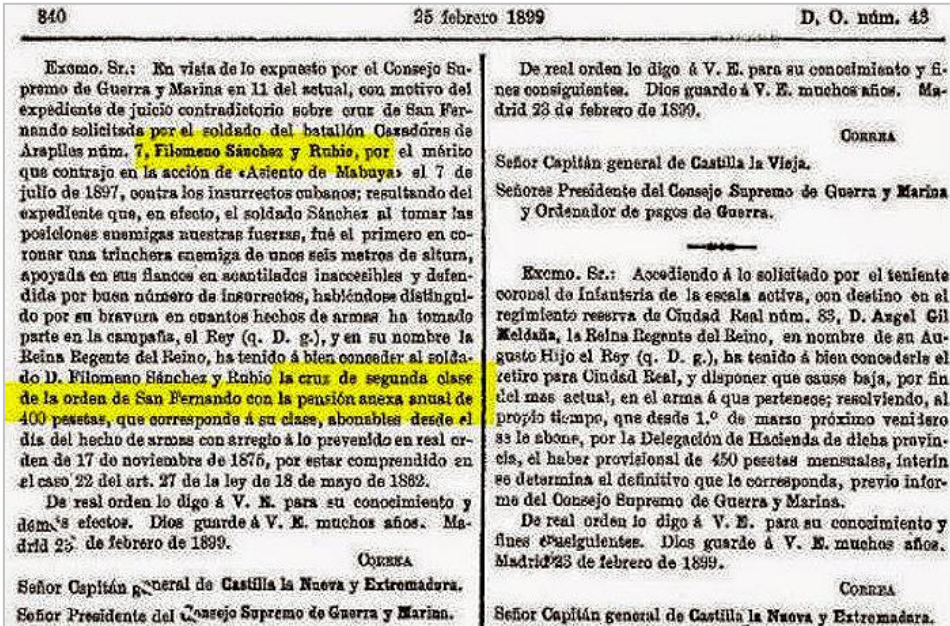 840
25 febrero 1899
D. O. núm. 43
Excmo. Sr.: En vista de lo expuesto por el Consejo Su-
premo de Guerra y Marina en 11 del actual, con motivo del
expediente de juicio contradictorio sobre cruz de San Fer-
nando solicitada por el soldado del batallón Cazadores de
Arapiles núm. 7, Filomeno Sánchez y Rubio, por el mérito
que contrajo en la acción de «Asiento de Mabuya» el 7 de
julio de 1897, contra los insurrectos cubanos; resultando del
expediente que, en efecto, el soldado Sánchez al tomar las
posiciones enemigas nuestras fuerzas, fué el primero en co-
ronar una trinchera enemiga de unos seis metros de altura,
apoyada en sus flancos en acantilados inaccesibles y defen-
dida por buen número de insurrectos, habiéndose distingui-
do por su bravura en cuantos hechos de armas ha tomado
parte en la campaña, el Rey (q. D. g.), y en su nombre la
Reina Regente del Reino, ha tenido á bien conceder al solda-
do D. Filomeno Sánchez y Rubio la cruz de segunda clase
de la orden de San Fernando con la pensión anexa anual de
400 pesetas, que corresponde á su clase, abonables desde el
día del hecho de armas con arreglo á lo prevenido en real or-
den de 17 de noviembre de 1875, por estar comprendido en
el caso 22 del art. 27 de la ley de 18 de mayo de 1862.
De real orden lo digo á V. E. para su conocimiento y
demás efectos. Dios guarde á V. E. muchos años. Ma-
drid 23 de febrero de 1899.
CORREA
Señor Capitán general de Castilla la Nueva y Extremadura.
Señor Presidente del Consejo Supremo de Guerra y Marina.
De real orden lo digo á V. E. para su conocimiento y fi-
nes consiguientes. Dios guarde á V. E. muchos años. Ma-
drid 23 de febrero de 1899.
CORREA
Señor Capitán general de Castilla la Vieja.
Señores Presidente del Consejo Supremo de Guerra y Marina
y Ordenador de pagos de Guerra.
Excmo. Sr.: Accediendo á lo solicitado por el teniente
coronel de Infantería de la escala activa, con destino en el
regimiento reserva de Ciudad Real núm. 83, D. Angel Gil
Meldaña, la Reina Regente del Reino, en nombre de su Au-
gusto Hijo el Rey (q. D. g.), ha tenido á bien concederle el
retiro para Ciudad Real, y disponer que cause baja, por fin
del mes actual, en el arma á que pertenece; resolviendo, al
propio tiempo, que desde 1.º de marzo próximo venidero
se le abone, por la Delegación de Hacienda de dicha provin-
cia, el haber provisional de 450 pesetas mensuales, ínterin
se determina el definitivo que le corresponda, previo infor-
me del Consejo Supremo de Guerra y Marina.
De real orden lo digo á V. E. para su conocimiento y
fines consiguientes. Dios guarde á V. E. muchos años.
Madrid 23 de febrero de 1899.
CORREA
Señor Capitán general de Castilla la Nueva y Extremadura.